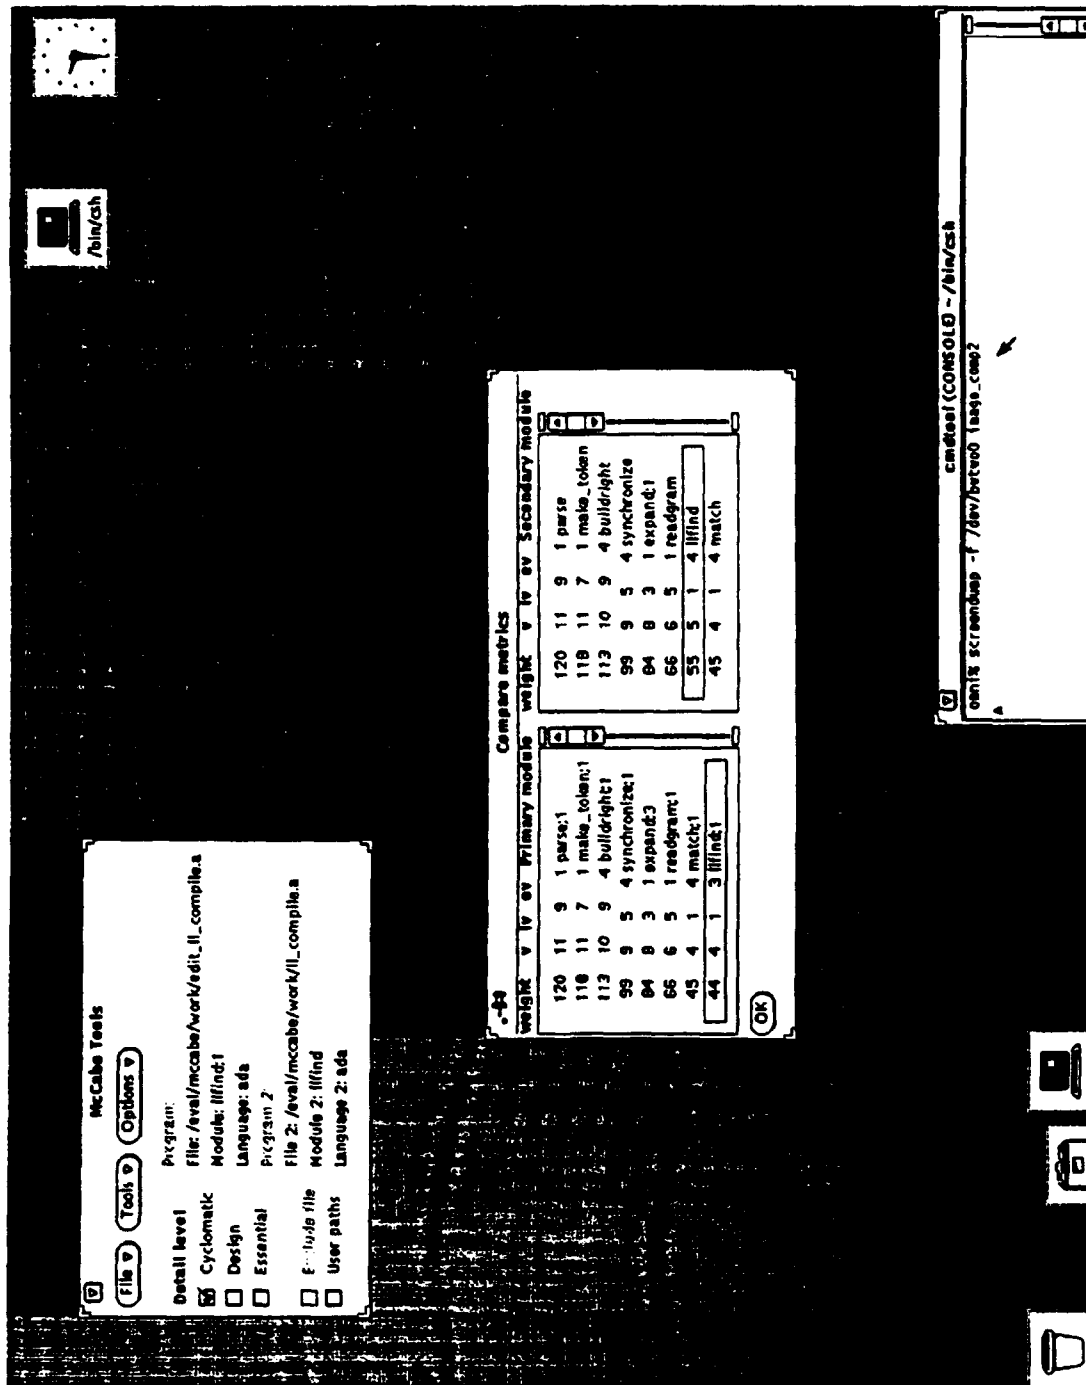 McCabe Tools
File Tools Options
Detail level
Cyclomatic
Design
Essential
file
User paths
File: /eval/mccabe/work/edit_ll_compile.a
Module: llfind;1
Language: ada
File 2: /eval/mccabe/work/ll_compile.a
Module 2: llfind
Language 2: ada
/bin/csh
Compare metrics
weight v iv ev Primary module
120 11 9 1 parse;1
118 11 7 1 make_token;1
113 10 9 4 buildright;1
99 9 5 4 synchronize;1
84 8 3 1 expand;3
66 6 5 1 readgram;1
45 4 1 4 match;1
44 4 1 3 llfind;1
weight v iv ev Secondary module
120 11 9 1 parse
118 11 7 1 make_token
113 10 9 4 buildright
99 9 5 4 synchronize
84 8 3 1 expand;1
66 6 5 1 readgram
55 5 1 4 llfind
45 4 1 4 match
OK
cmdtool (CONSOLE) - /bin/csh
screendump -f /dev/bwtwo0 image_comp2